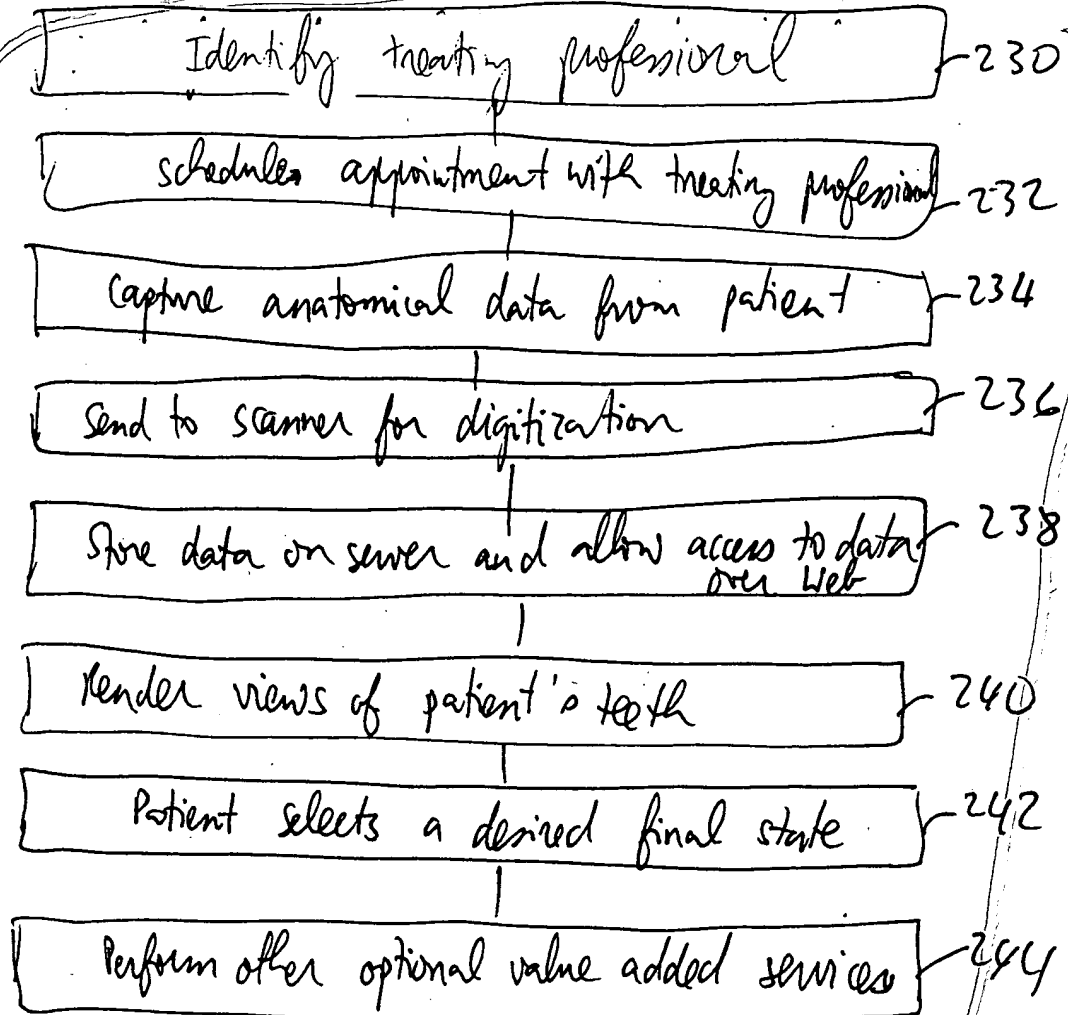 Identify treating professional 230
schedules appointment with treating professional 232
Capture anatomical data from patient 234
Send to scanner for digitization 236
Store data on server and allow access to data 238
over Web
Render views of patient's teeth 240
Patient selects a desired final state 242
Perform other optional value added services 244